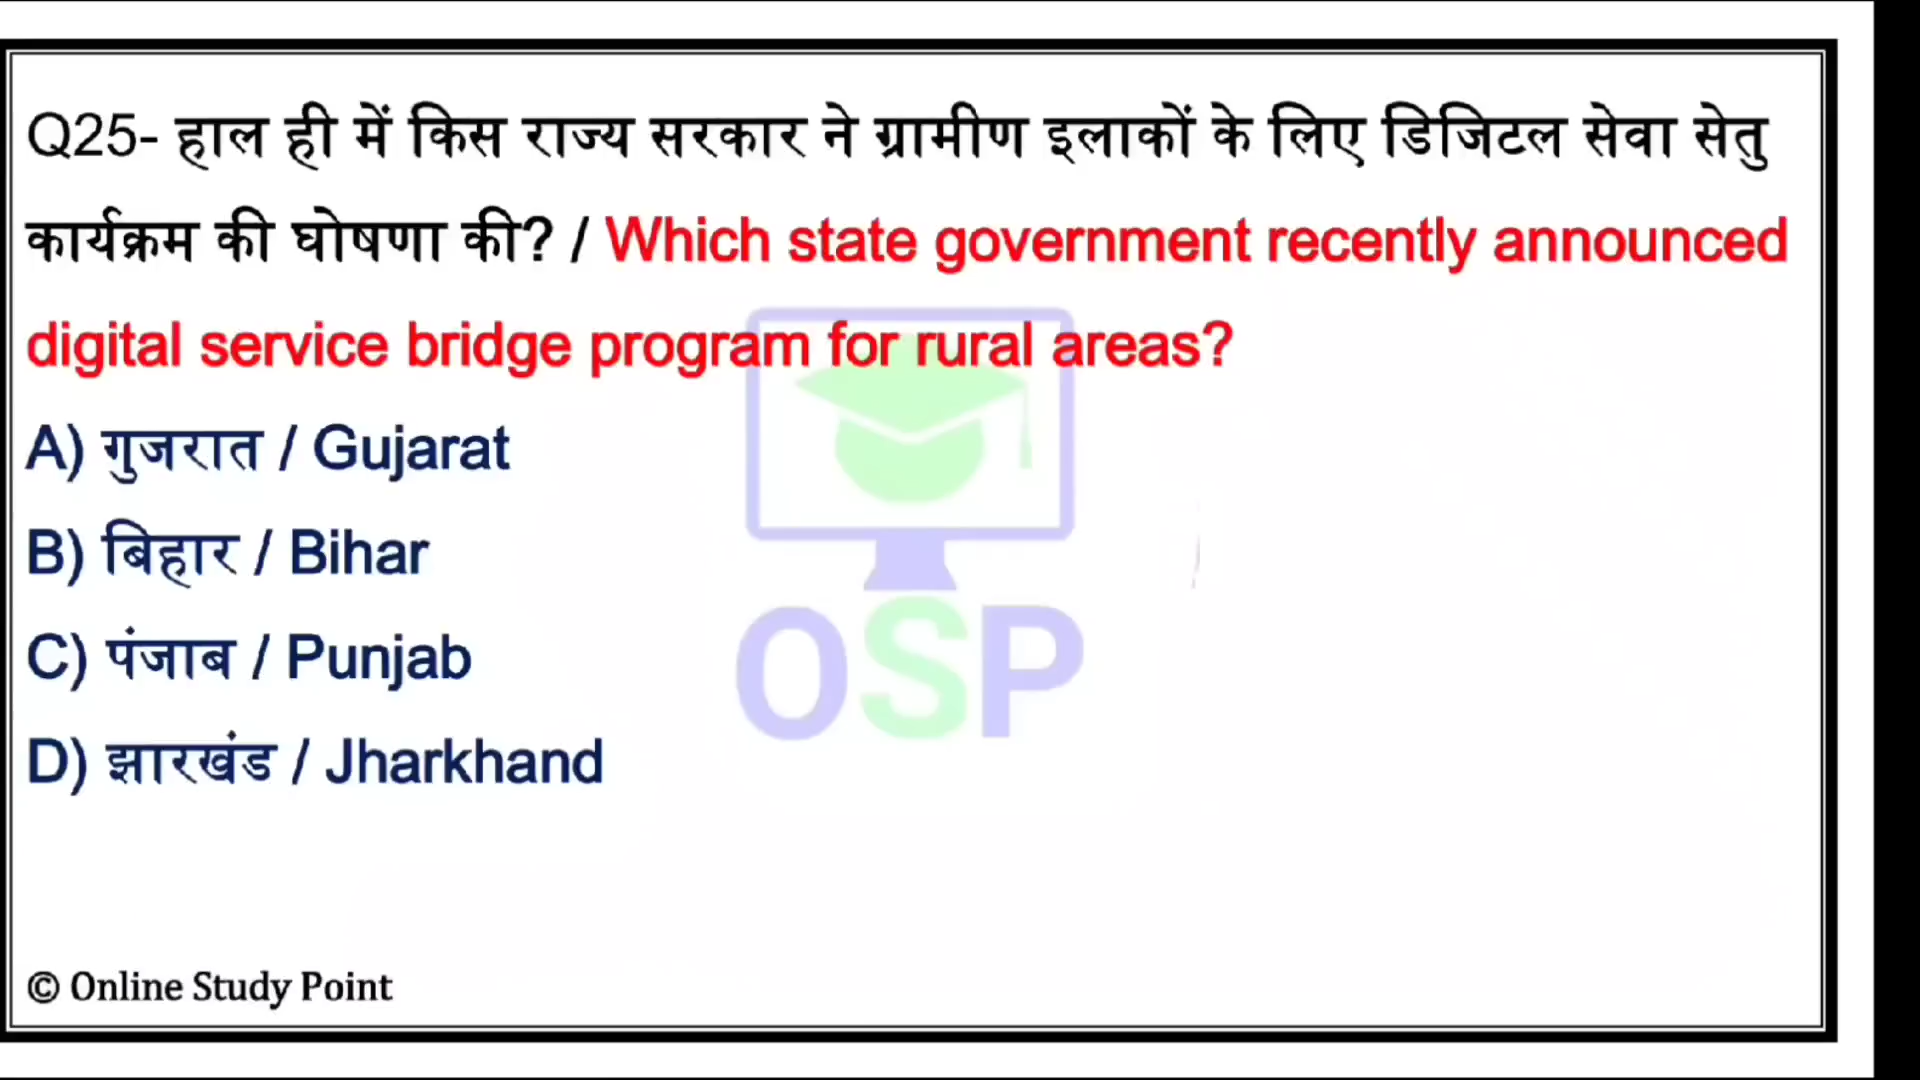 Q25- हाल ही में किस राज्य सरकार ने ग्रामीण इलाकों के लिए डिजिटल सेवा सेतु
कार्यक्रम की घोषणा की? / Which state government recently announced
digital service bridge program for rural areas?
A) गुजरात / Gujarat
B) बिहार / Bihar
C) पंजाब / Punjab
D) झारखंड / Jharkhand
OSP
© Online Study Point